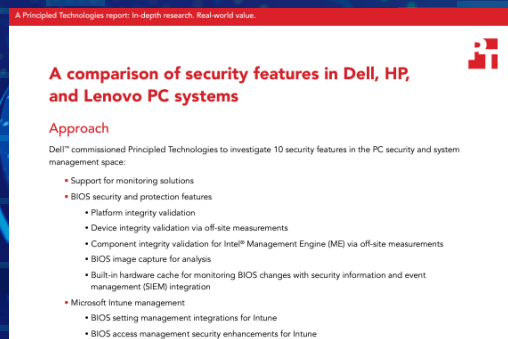 A Principled Technologies report: In-depth research. Real-world value.
PT
A comparison of security features in Dell, HP,
and Lenovo PC systems
Approach
Dell™ commissioned Principled Technologies to investigate 10 security features in the PC security and system
management space:
• Support for monitoring solutions
• BIOS security and protection features
• Platform integrity validation
• Device integrity validation via off-site measurements
• Component integrity validation for Intel® Management Engine (ME) via off-site measurements
• BIOS image capture for analysis
• Built-in hardware cache for monitoring BIOS changes with security information and event
management (SIEM) integration
• Microsoft Intune management
• BIOS setting management integrations for Intune
• BIOS access management security enhancements for Intune